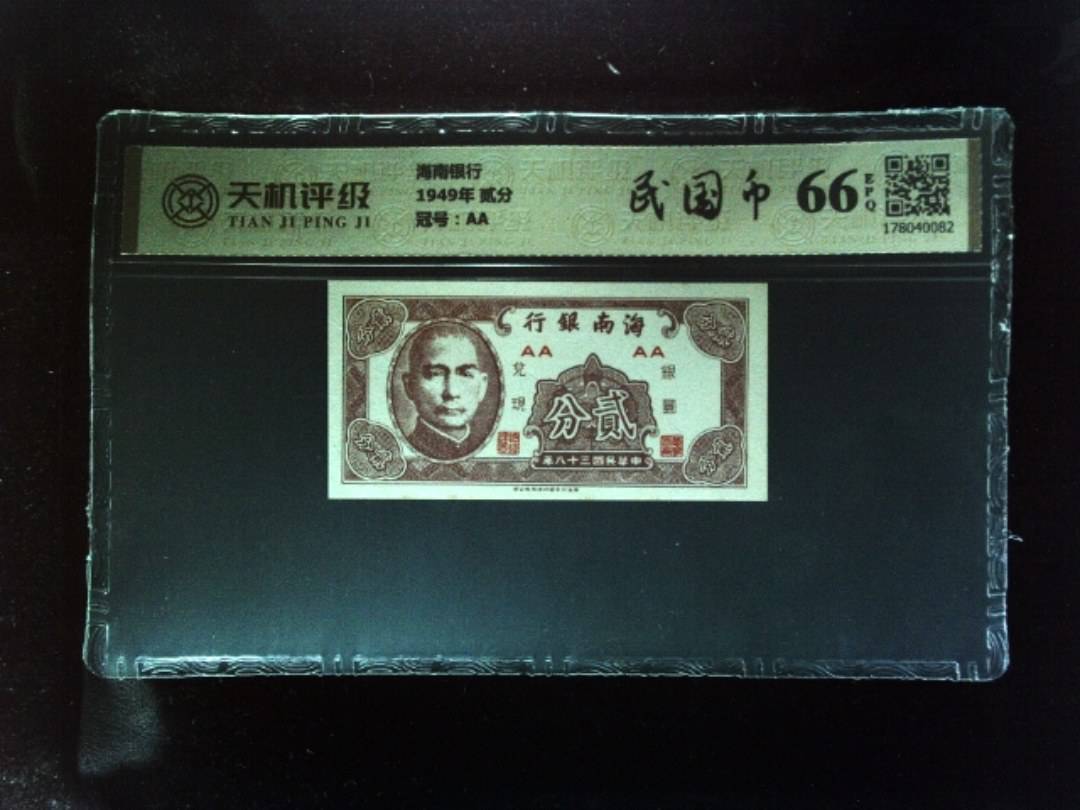 天机评级
TIAN JI PING JI
海南银行
1949年 贰分
冠号：AA
民国币
66
EPQ
178040082
行銀南海
AA AA
兌現
銀圓
分貳
年八十三國民華中